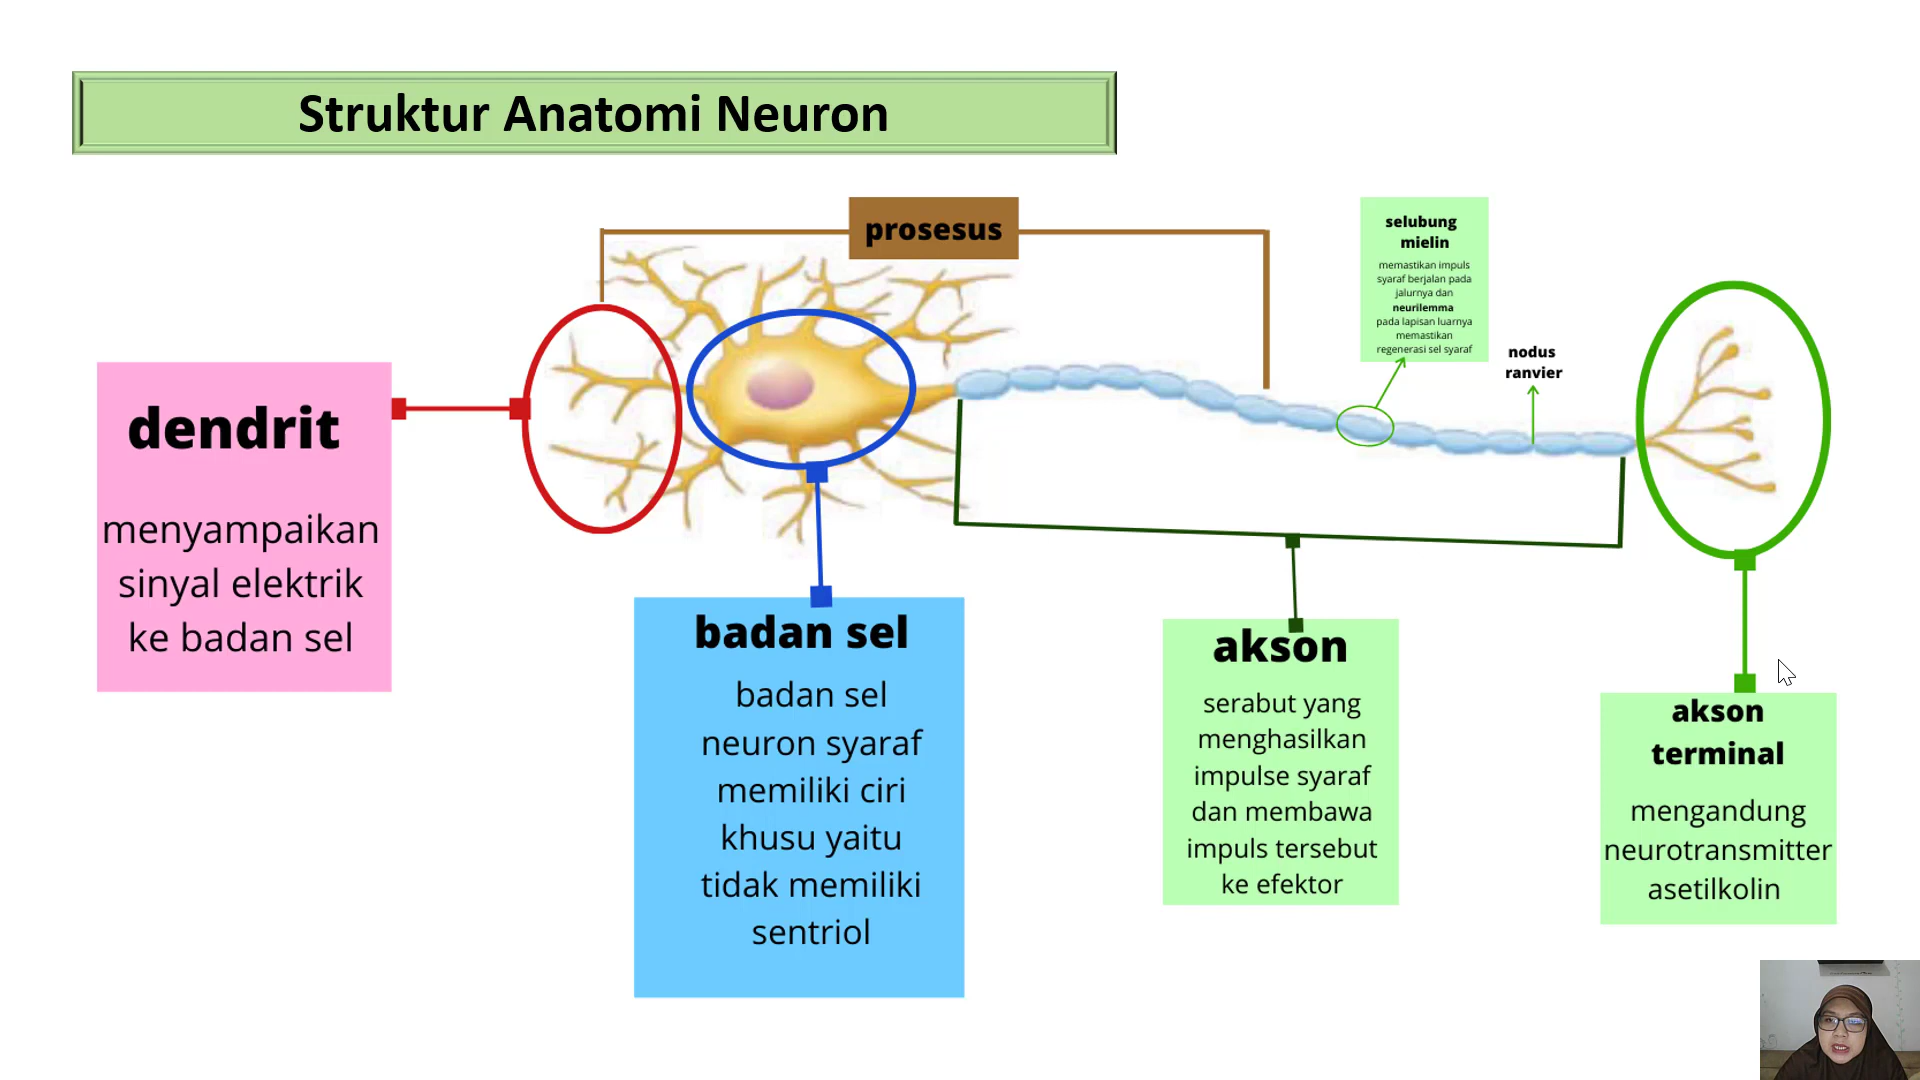 Struktur Anatomi Neuron
prosesus
selubung
mielin
memastikan impuls
syaraf berjalan pada
jalurnya dan
neurilemma
pada lapisan luarnya
memastikan
regenerasi sel syaraf
nodus
ranvier
dendrit
menyampaikan
sinyal elektrik
ke badan sel
badan sel
badan sel
neuron syaraf
memiliki ciri
khusu yaitu
tidak memiliki
sentriol
akson
serabut yang
menghasilkan
impulse syaraf
dan membawa
impuls tersebut
ke efektor
akson
terminal
mengandung
neurotransmitter
asetilkolin